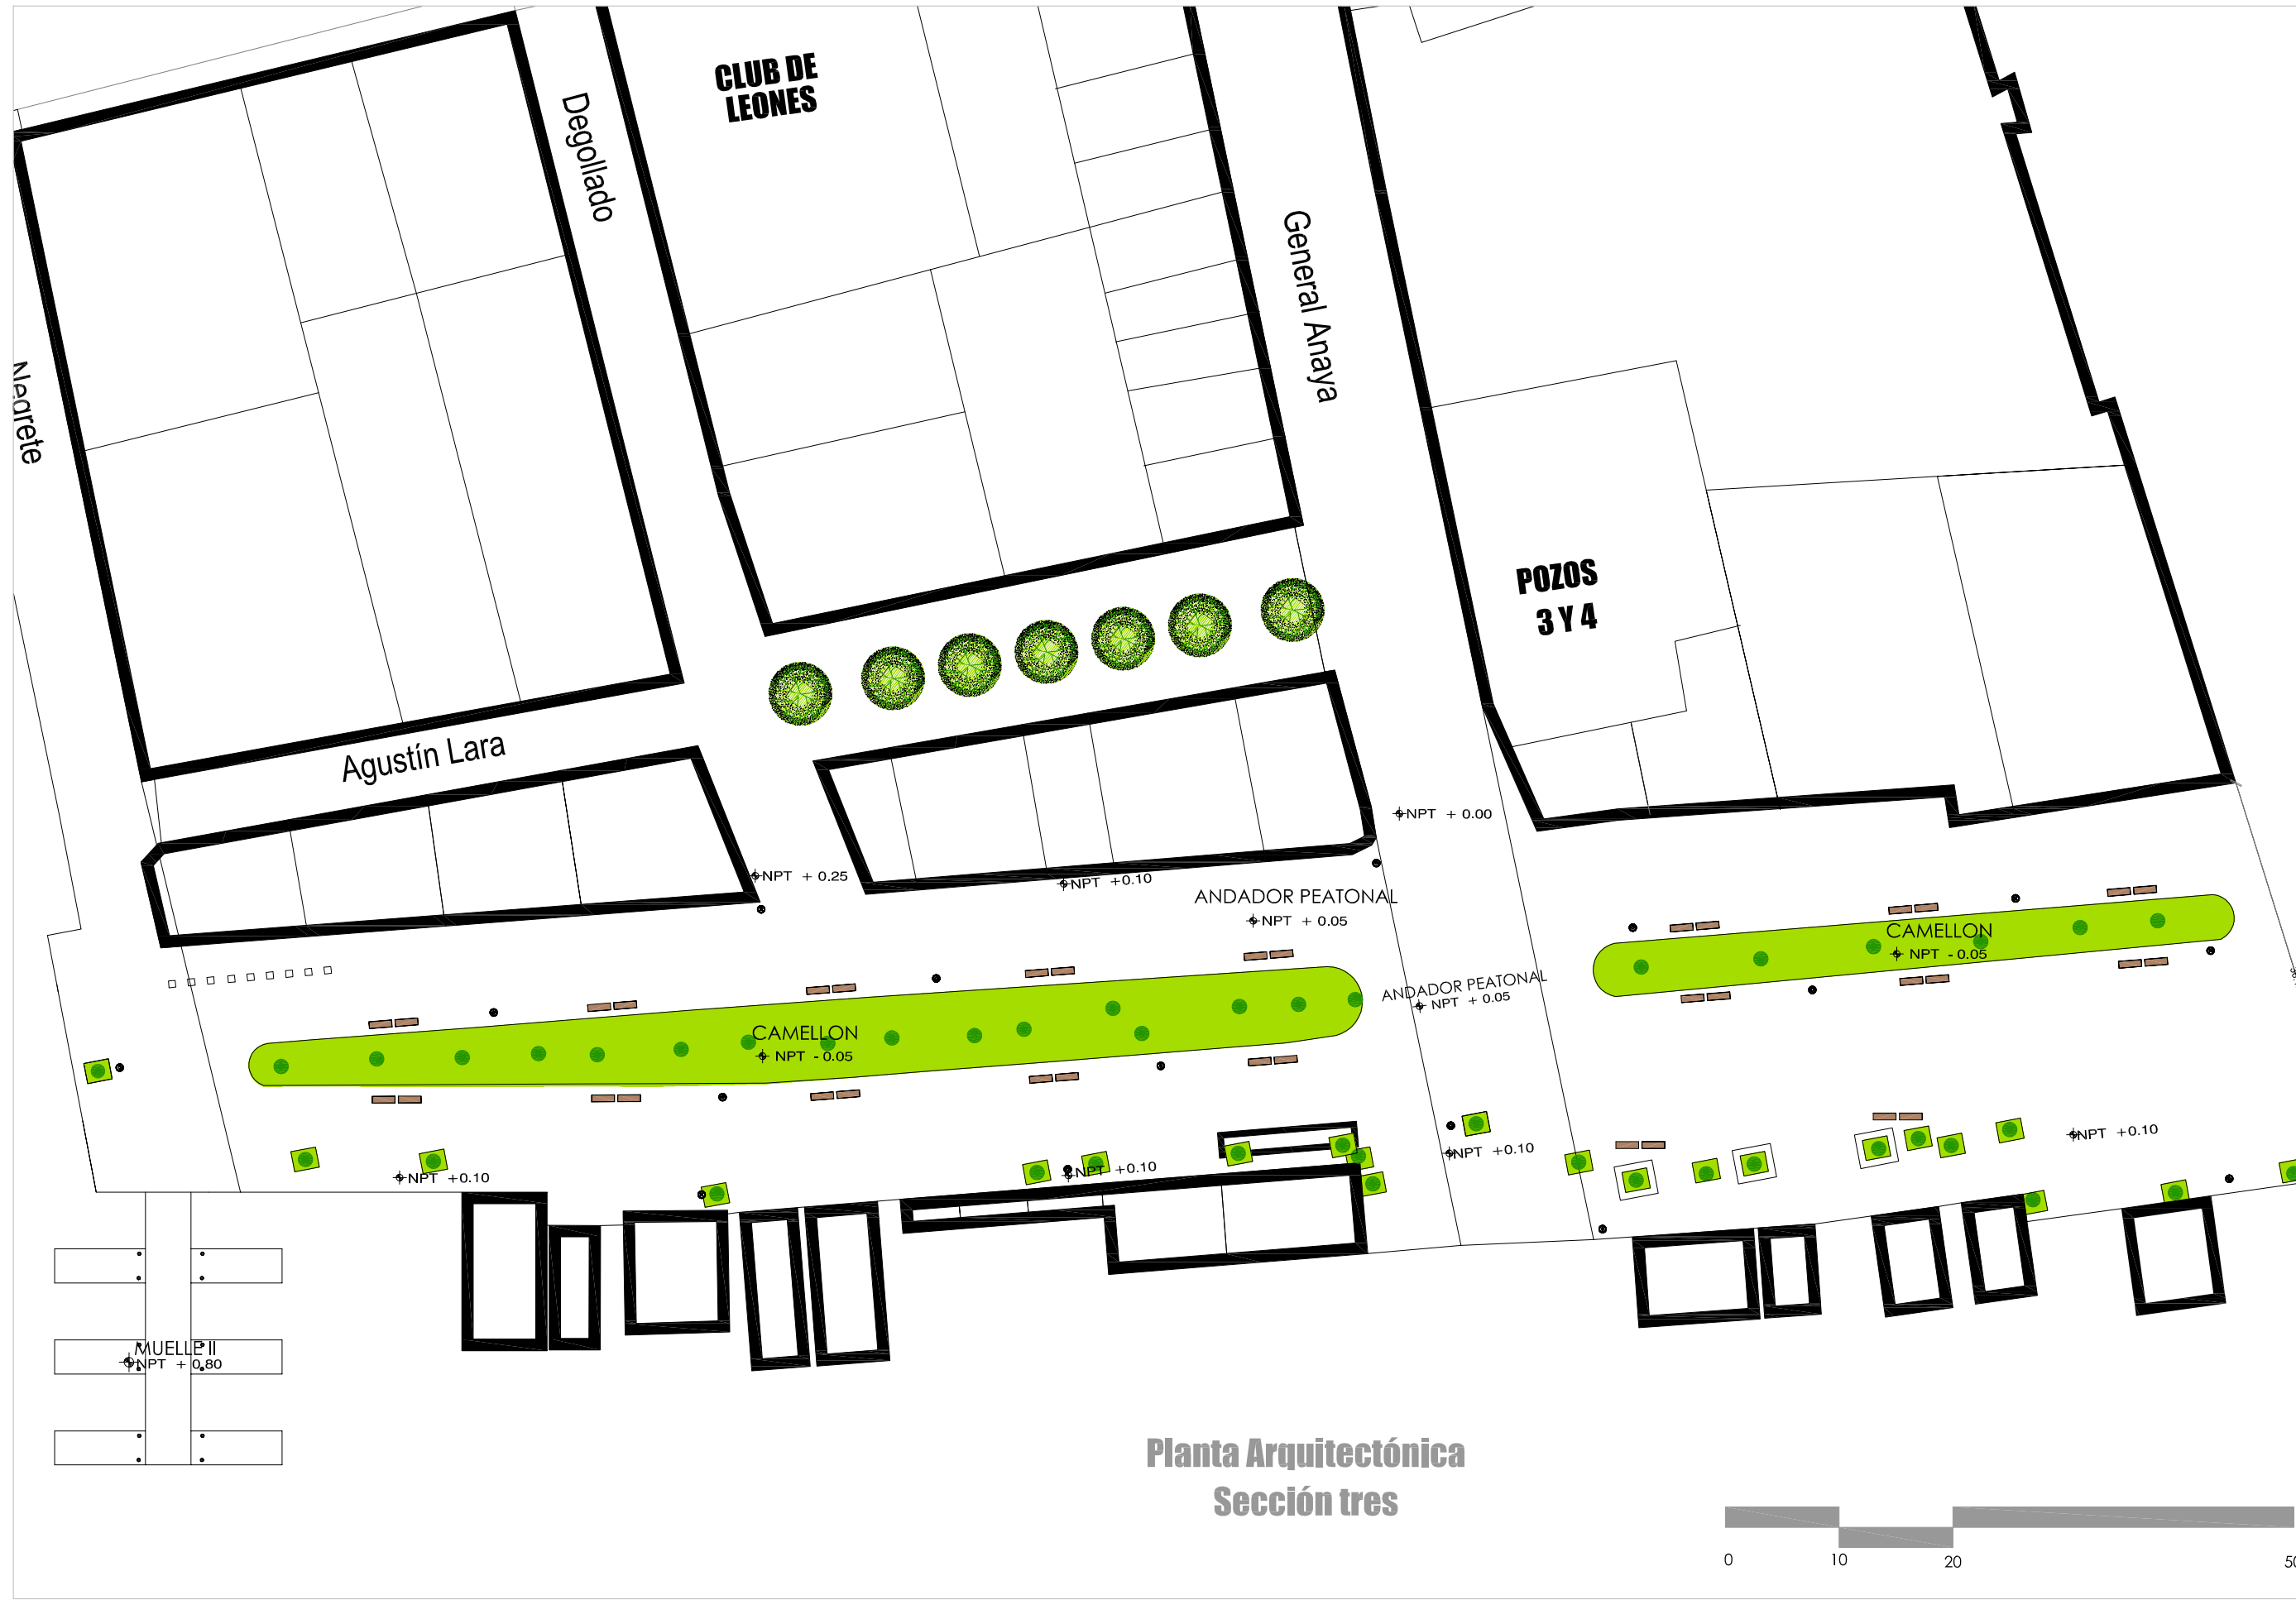 CLUB DE
LEONES
Degollado
General Anaya
Negrete
POZOS
3 Y 4
Agustín Lara
NPT + 0.00
NPT + 0.25
NPT +0.10
ANDADOR PEATONAL
NPT + 0.05
CAMELLON
NPT - 0.05
ANDADOR PEATONAL
NPT + 0.05
CAMELLON
NPT - 0.05
NPT +0.10
NPT +0.10
NPT +0.10
NPT +0.10
MUELLE II
NPT + 0.80
Planta Arquitectónica
Sección tres
0 10 20 50